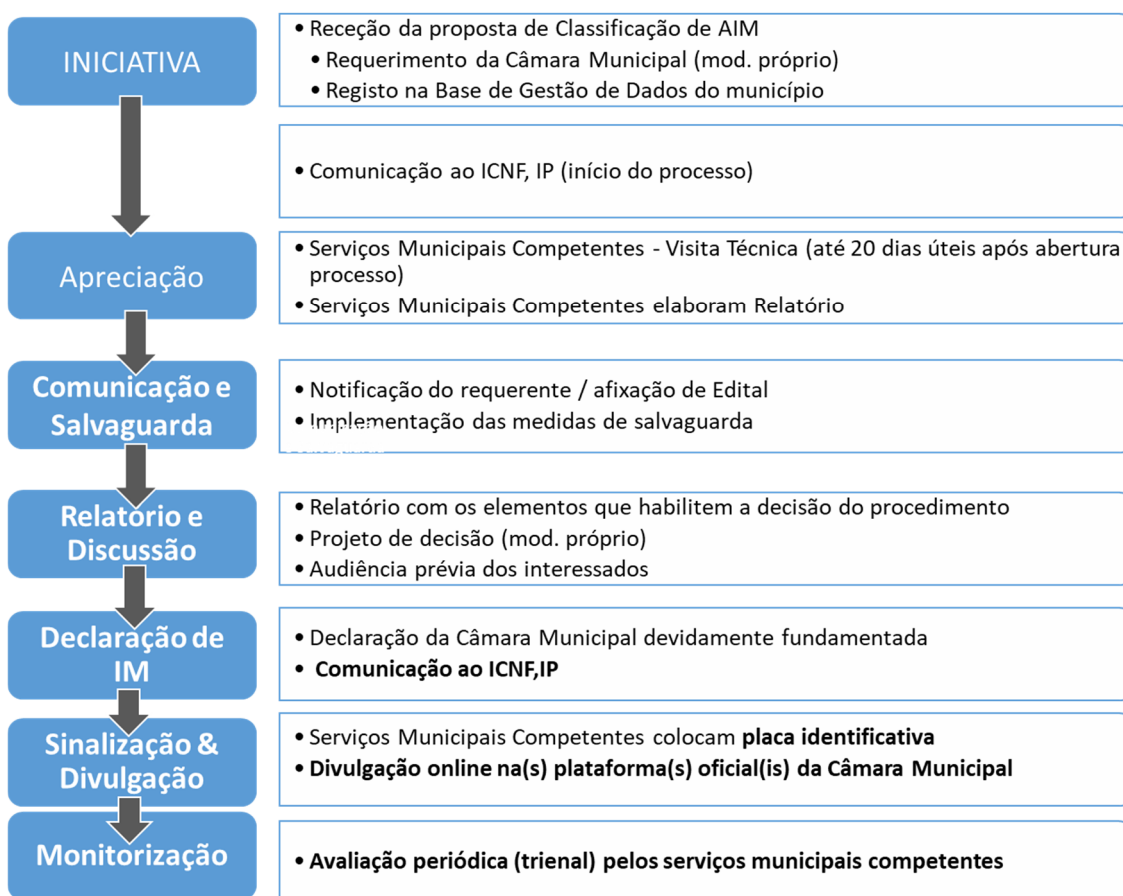 INICIATIVA
• Receção da proposta de Classificação de AIM
• Requerimento da Câmara Municipal (mod. próprio)
• Registo na Base de Gestão de Dados do município
• Comunicação ao ICNF, IP (início do processo)
Apreciação
• Serviços Municipais Competentes - Visita Técnica (até 20 dias úteis após abertura
processo)
• Serviços Municipais Competentes elaboram Relatório
Comunicação e
Salvaguarda
• Notificação do requerente / afixação de Edital
• Implementação das medidas de salvaguarda
Relatório e
Discussão
• Relatório com os elementos que habilitem a decisão do procedimento
• Projeto de decisão (mod. próprio)
• Audiência prévia dos interessados
Declaração de
IM
• Declaração da Câmara Municipal devidamente fundamentada
• Comunicação ao ICNF,IP
Sinalização &
Divulgação
• Serviços Municipais Competentes colocam placa identificativa
• Divulgação online na(s) plataforma(s) oficial(is) da Câmara Municipal
Monitorização
• Avaliação periódica (trienal) pelos serviços municipais competentes